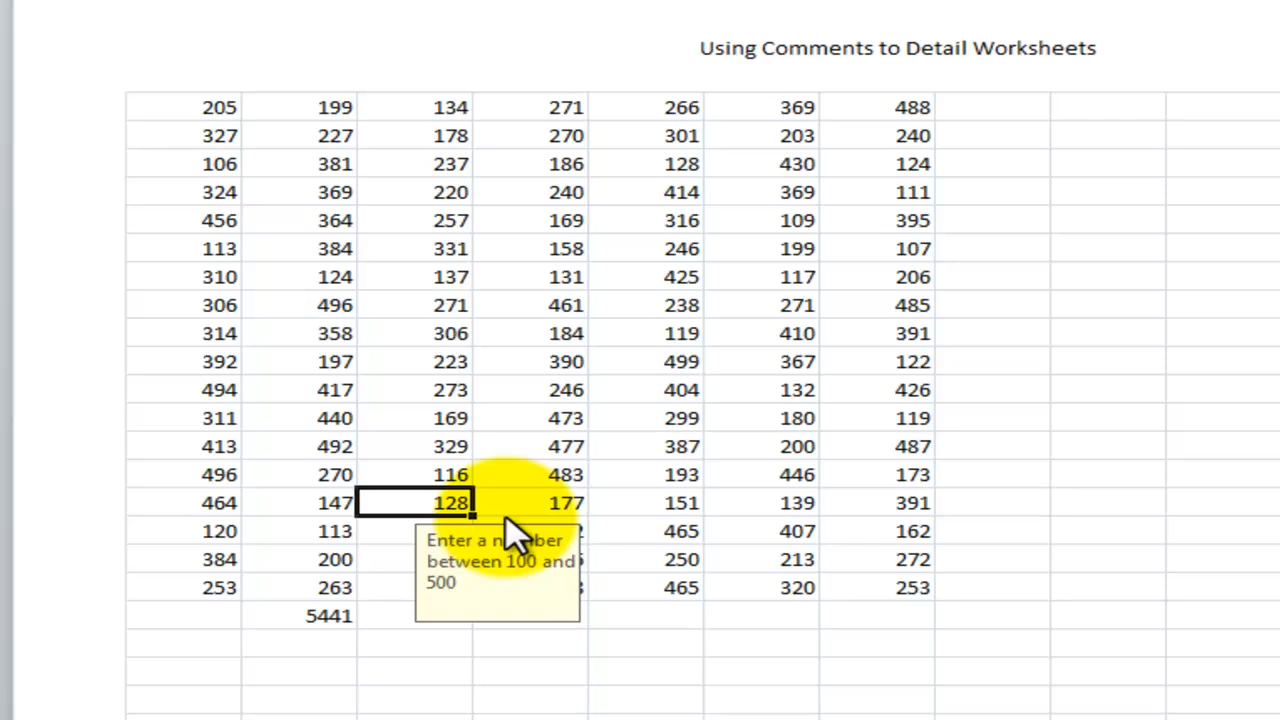 Using Comments to Detail Worksheets
205 199 134 271 266 369 488
327 227 178 270 301 203 240
106 381 237 186 128 430 124
324 369 220 240 414 369 111
456 364 257 169 316 109 395
113 384 331 158 246 199 107
310 124 137 131 425 117 206
306 496 271 461 238 271 485
314 358 306 184 119 410 391
392 197 223 390 499 367 122
494 417 273 246 404 132 426
311 440 169 473 299 180 119
413 492 329 477 387 200 487
496 270 116 483 193 446 173
464 147 128 177 151 139 391
120 113 465 407 162
Enter a number
384 200 250 213 272
between 100 and
500
253 263 465 320 253
5441